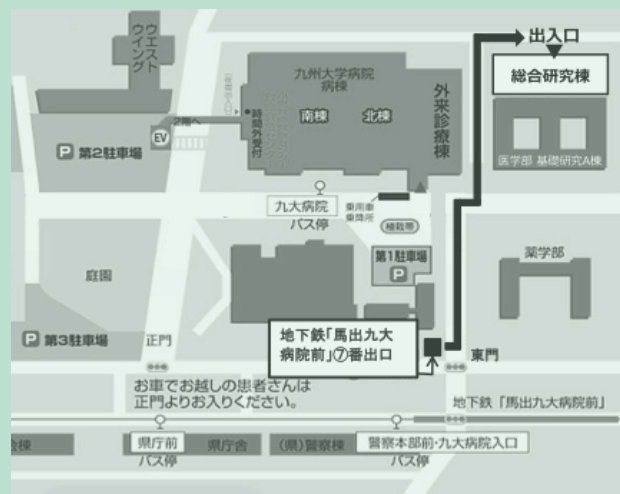 ウエスト
ウイング
出入口
総合研究棟
九州大学病院
病棟
南棟
北棟
外来診療棟
時間外受付
2階へ
EV
P 第2駐車場
医学部 基礎研究A棟
九大病院
バス停
乗用車
乗降所
植栽帯
第1駐車場
P
薬学部
庭園
P 第3駐車場
正門
地下鉄「馬出九大
病院前」⑦番出口
東門
お車でお越しの患者さんは
正門よりお入りください。
地下鉄「馬出九大病院前」
会棟
県庁前
バス停
県庁舎
(県)警察棟
警察本部前・九大病院入口
バス停